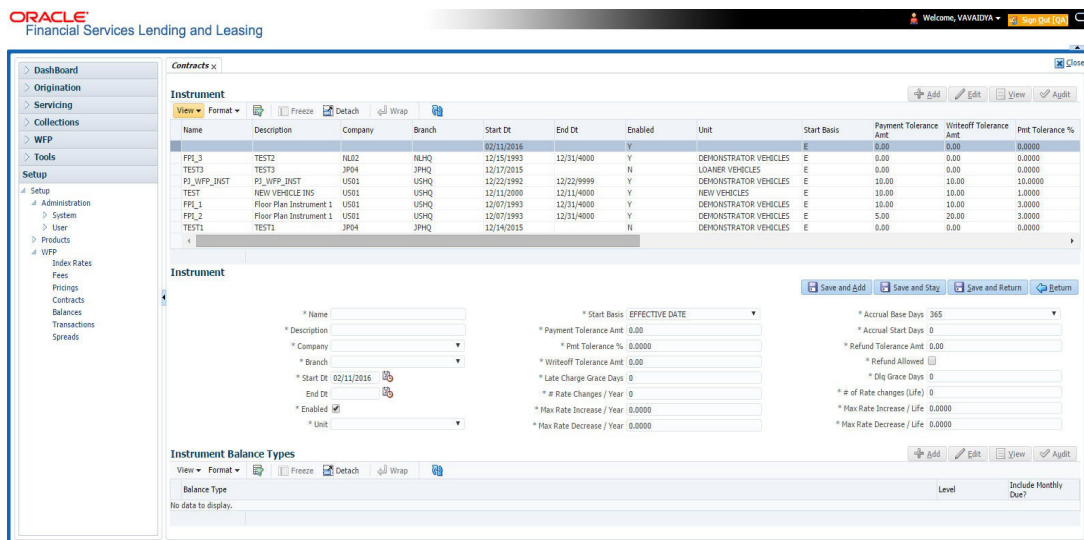 ORACLE
Financial Services Lending and Leasing
Welcome, VAVAIDYA
Sign Out [QA]
DashBoard
Origination
Servicing
Collections
WFP
Tools
Setup
Setup
Administration
System
User
Products
WFP
Index Rates
Fees
Pricings
Contracts
Balances
Transactions
Spreads
Contracts x
Close
Instrument
Add Edit View Audit
View Format Freeze Detach Wrap
Name Description Company Branch Start Dt End Dt Enabled Unit Start Basis Payment Tolerance Amt Writeoff Tolerance Amt Pmt Tolerance %
02/11/2016 Y E 0.00 0.00 0.0000
FPI_3 TEST2 NL02 NLHQ 12/15/1993 12/31/4000 Y DEMONSTRATOR VEHICLES E 0.00 0.00 0.0000
TEST3 TEST3 JP04 JPHQ 12/17/2015 N LOANER VEHICLES E 0.00 0.00 0.0000
PJ_WFP_INST PJ_WFP_INST US01 USHQ 12/22/1992 12/22/9999 Y DEMONSTRATOR VEHICLES E 10.00 10.00 10.0000
TEST NEW VEHICLE INS US01 USHQ 12/11/2000 12/11/4000 Y NEW VEHICLES E 10.00 10.00 1.0000
FPI_1 Floor Plan Instrument 1 US01 USHQ 12/07/1993 12/31/4000 Y DEMONSTRATOR VEHICLES E 10.00 10.00 3.0000
FPI_2 Floor Plan Instrument 1 US01 USHQ 12/07/1993 12/31/4000 Y DEMONSTRATOR VEHICLES E 5.00 20.00 3.0000
TEST1 TEST1 JP04 JPHQ 12/14/2015 N DEMONSTRATOR VEHICLES E 0.00 0.00 0.0000
Instrument
Save and Add Save and Stay Save and Return Return
* Name
* Description
* Company
* Branch
* Start Dt 02/11/2016
End Dt
* Enabled
* Unit
* Start Basis EFFECTIVE DATE
* Payment Tolerance Amt 0.00
* Pmt Tolerance % 0.0000
* Writeoff Tolerance Amt 0.00
* Late Charge Grace Days 0
* # Rate Changes / Year 0
* Max Rate Increase / Year 0.0000
* Max Rate Decrease / Year 0.0000
* Accrual Base Days 365
* Accrual Start Days 0
* Refund Tolerance Amt 0.00
* Refund Allowed
* Dlq Grace Days 0
* # of Rate changes (Life) 0
* Max Rate Increase / Life 0.0000
* Max Rate Decrease / Life 0.0000
Instrument Balance Types
Add Edit View Audit
View Format Freeze Detach Wrap
Balance Type Level Include Monthly Due?
No data to display.